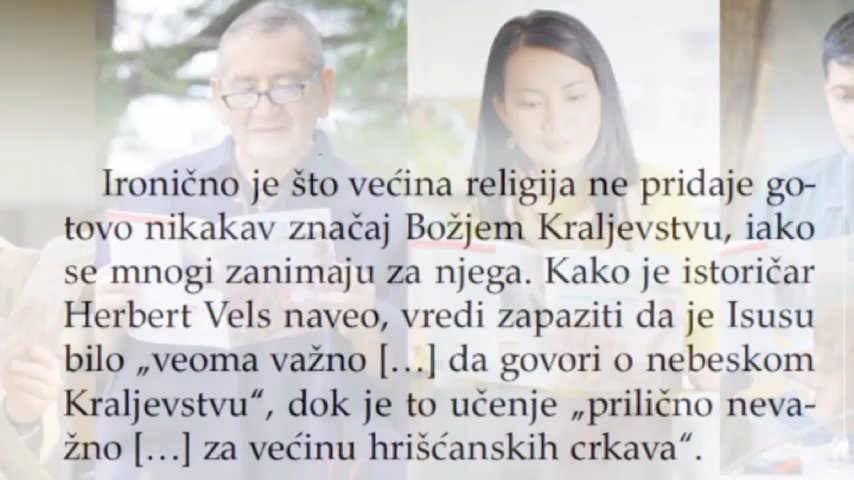 Ironično je što većina religija ne pridaje go-
tovo nikakav značaj Božjem Kraljevstvu, iako
se mnogi zanimaju za njega. Kako je istoričar
Herbert Vels naveo, vredi zapaziti da je Isusu
bilo „veoma važno [...] da govori o nebeskom
Kraljevstvu“, dok je to učenje „prilično neva-
žno [...] za većinu hrišćanskih crkava“.